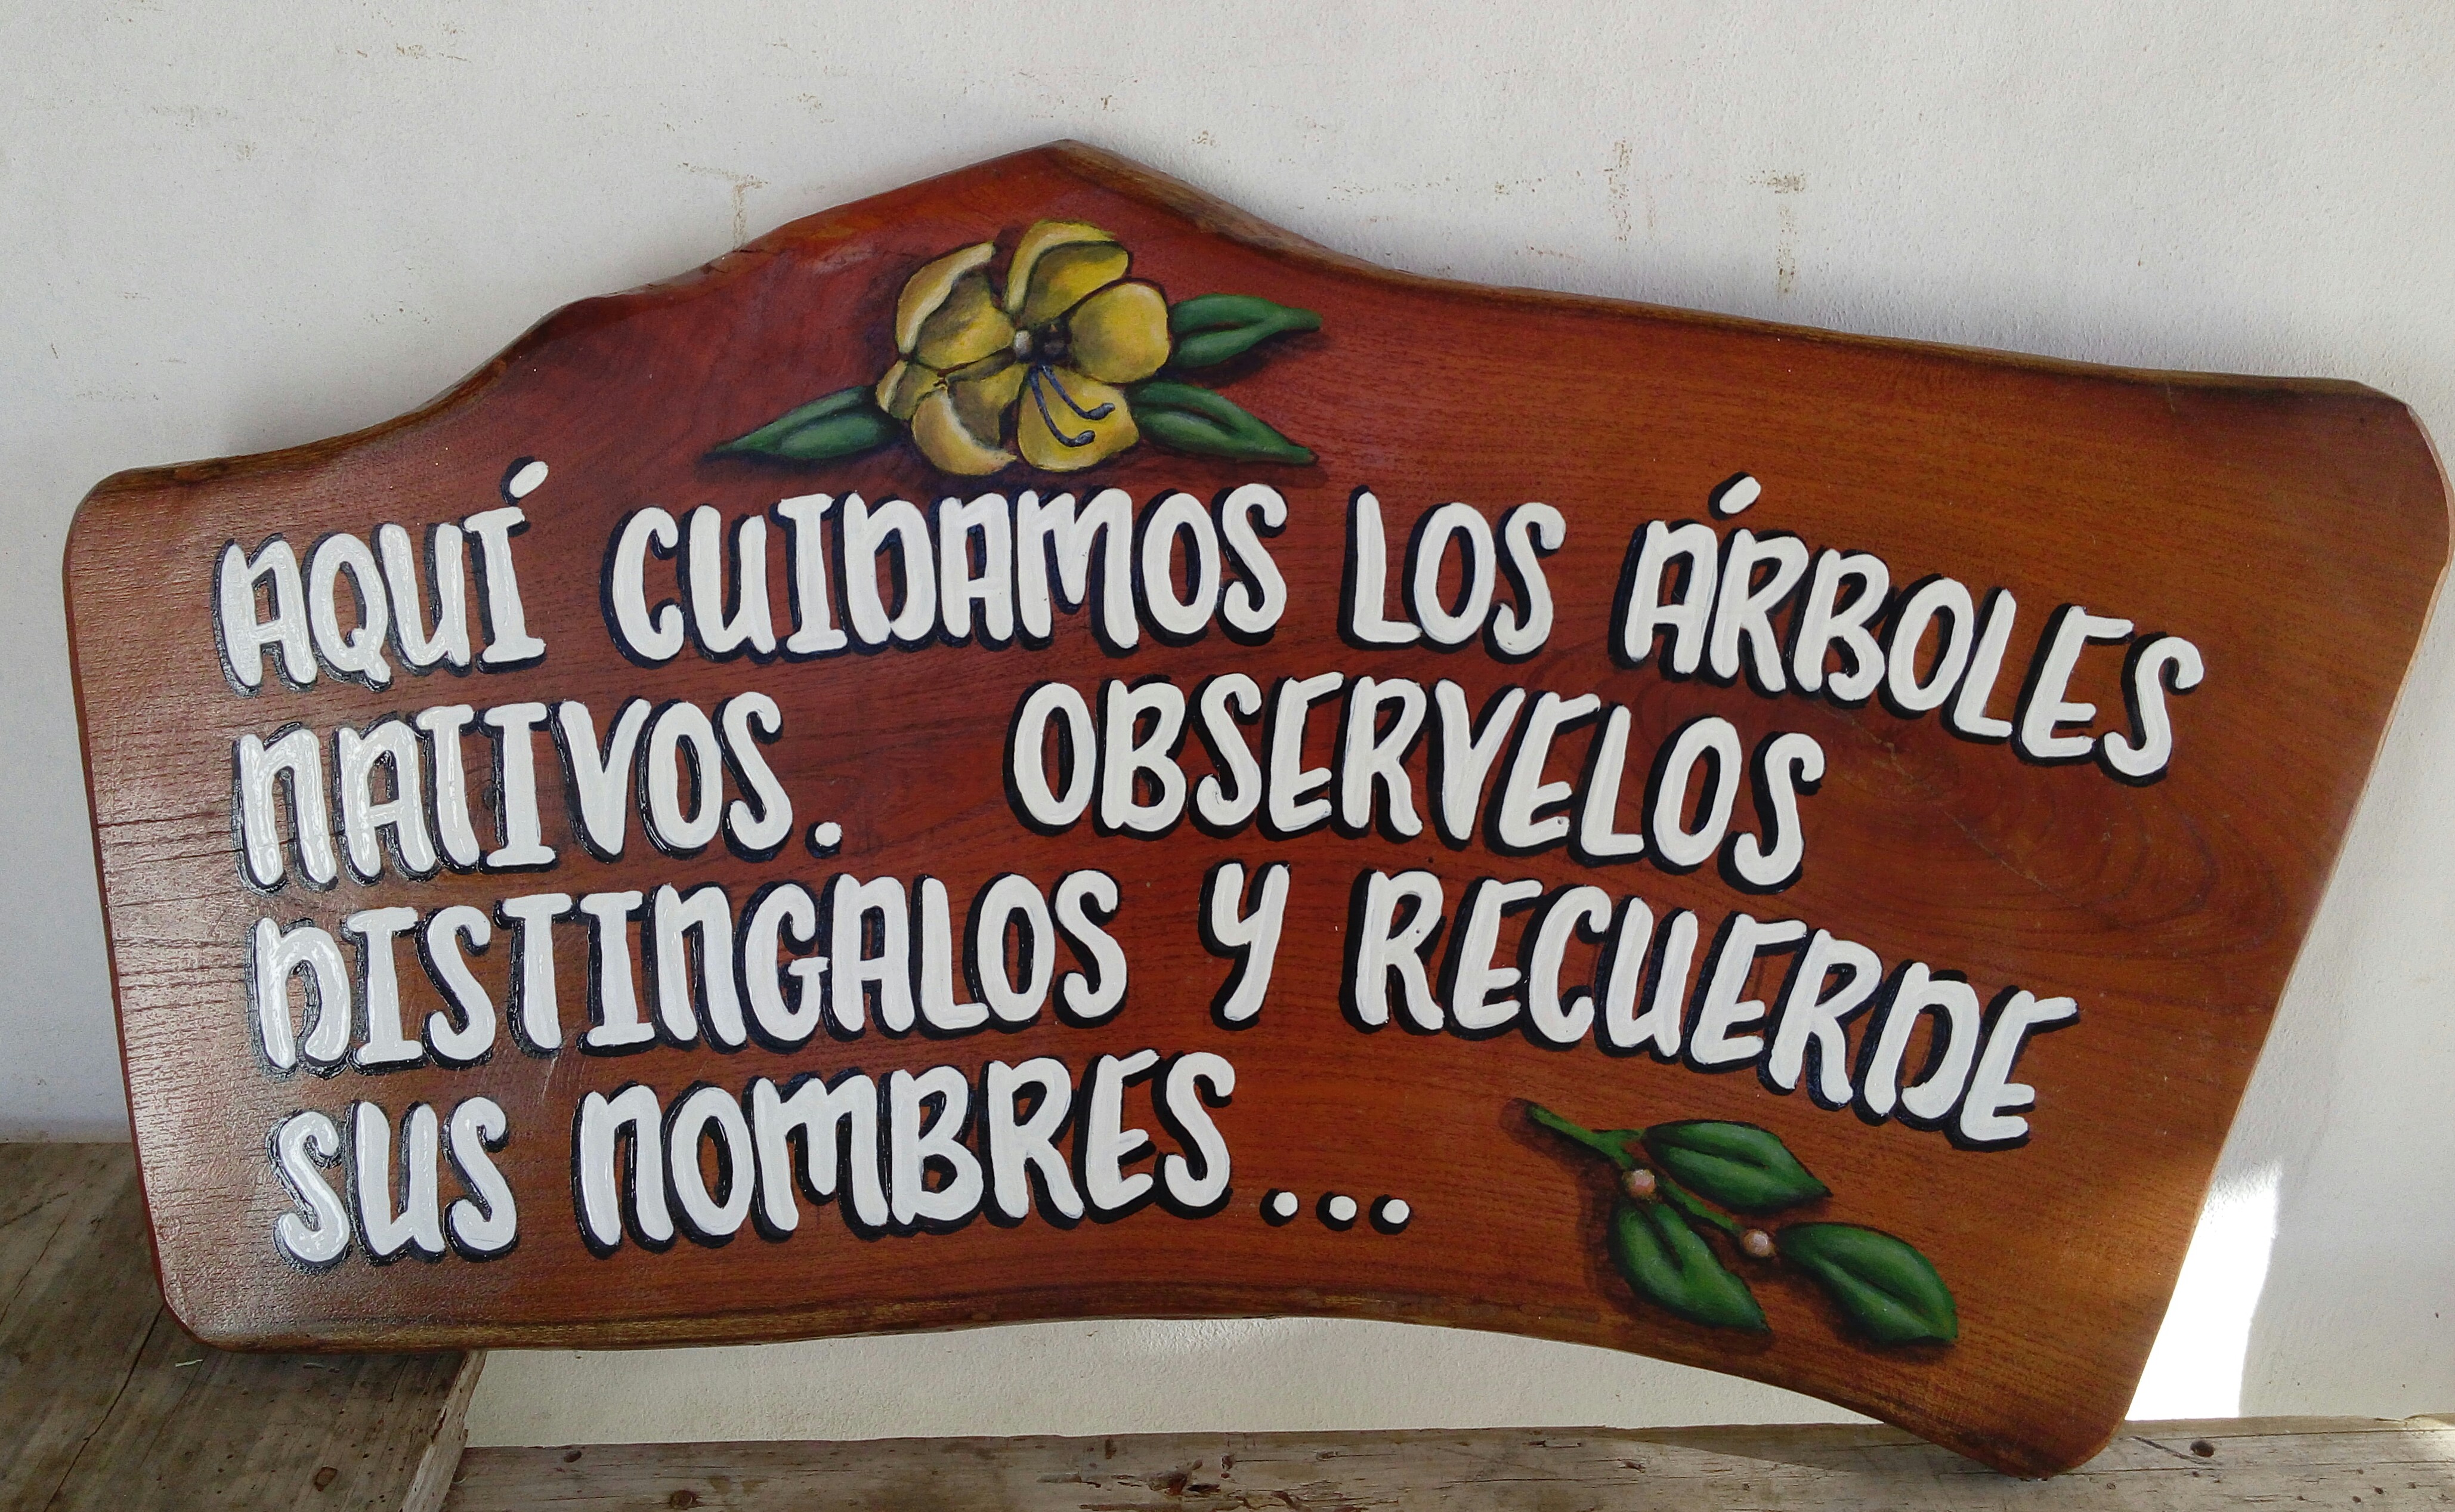 AQUÍ CUIDAMOS LOS ÁRBOLES
NATIVOS. OBSERVELOS
DISTINGALOS Y RECUERDE
SUS NOMBRES...